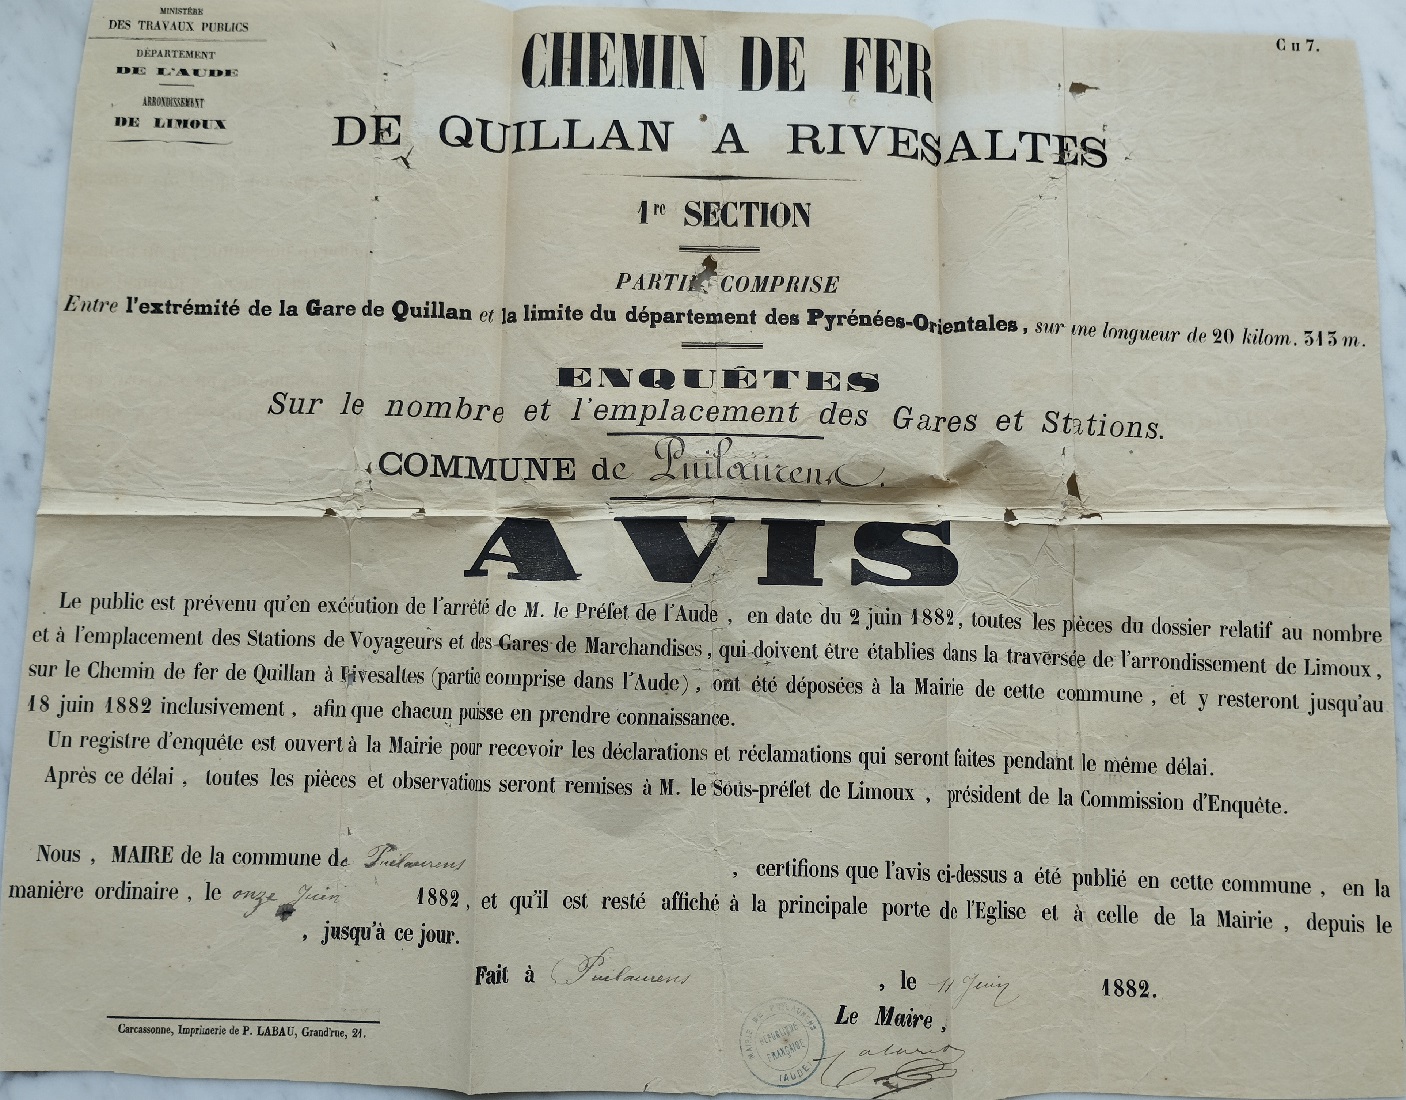 MINISTÈRE
DES TRAVAUX PUBLICS
DÉPARTEMENT
DE L'AUDE
ARRONDISSEMENT
DE LIMOUX
C n 7.
CHEMIN DE FER
DE QUILLAN A RIVESALTES
1re SECTION
PARTIE COMPRISE
Entre l'extrémité de la Gare de Quillan et la limite du département des Pyrénées-Orientales, sur une longueur de 20 kilom. 313 m.
ENQUÊTES
Sur le nombre et l'emplacement des Gares et Stations.
COMMUNE de Puilaurens.
AVIS
Le public est prévenu qu'en exécution de l'arrêté de M. le Préfet de l'Aude, en date du 2 juin 1882, toutes les pièces du dossier relatif au nombre
et à l'emplacement des Stations de Voyageurs et des Gares de Marchandises, qui doivent être établies dans la traversée de l'arrondissement de Limoux,
sur le Chemin de fer de Quillan à Rivesaltes (partie comprise dans l'Aude), ont été déposées à la Mairie de cette commune, et y resteront jusqu'au
18 juin 1882 inclusivement, afin que chacun puisse en prendre connaissance.
Un registre d'enquête est ouvert à la Mairie pour recevoir les déclarations et réclamations qui seront faites pendant le même délai.
Après ce délai, toutes les pièces et observations seront remises à M. le Sous-préfet de Limoux, président de la Commission d'Enquête.
Nous, MAIRE de la commune de Puilaurens, certifions que l'avis ci-dessus a été publié en cette commune, en la
manière ordinaire, le onze Juin 1882, et qu'il est resté affiché à la principale porte de l'Eglise et à celle de la Mairie, depuis le
, jusqu'à ce jour.
Fait à Puilaurens, le 11 Juin 1882.
Le Maire,
RÉPUBLIQUE
FRANÇAISE
(AUDE)
Carcassonne, Imprimerie de P. LABAU, Grand'rue, 21.